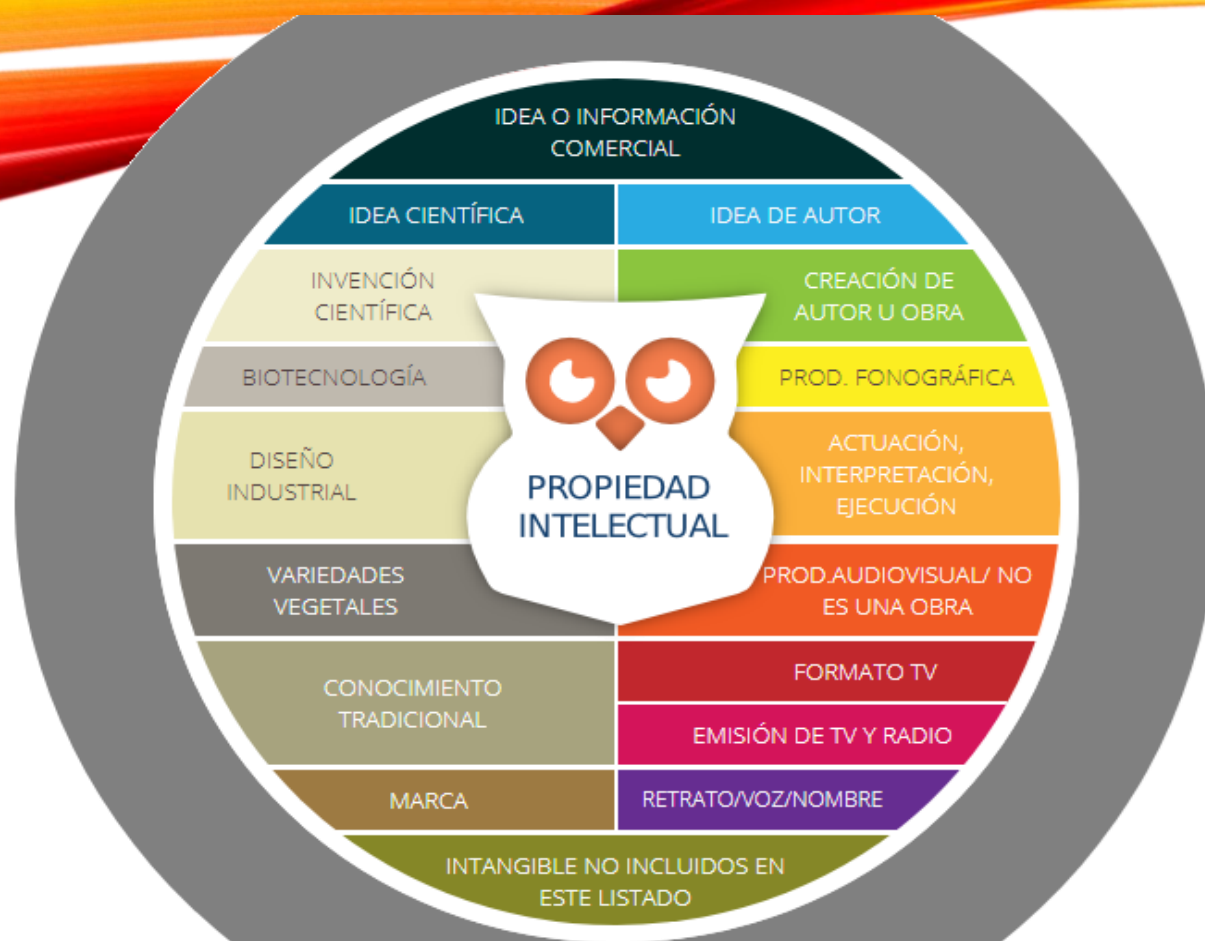 IDEA O INFORMACIÓN
COMERCIAL
IDEA CIENTÍFICA
IDEA DE AUTOR
INVENCIÓN
CIENTÍFICA
CREACIÓN DE
AUTOR U OBRA
BIOTECNOLOGÍA
PROD. FONOGRÁFICA
DISEÑO
INDUSTRIAL
ACTUACIÓN,
INTERPRETACIÓN,
EJECUCIÓN
PROPIEDAD
INTELECTUAL
VARIEDADES
VEGETALES
PROD.AUDIOVISUAL/ NO
ES UNA OBRA
CONOCIMIENTO
TRADICIONAL
FORMATO TV
EMISIÓN DE TV Y RADIO
MARCA
RETRATO/VOZ/NOMBRE
INTANGIBLE NO INCLUIDOS EN
ESTE LISTADO